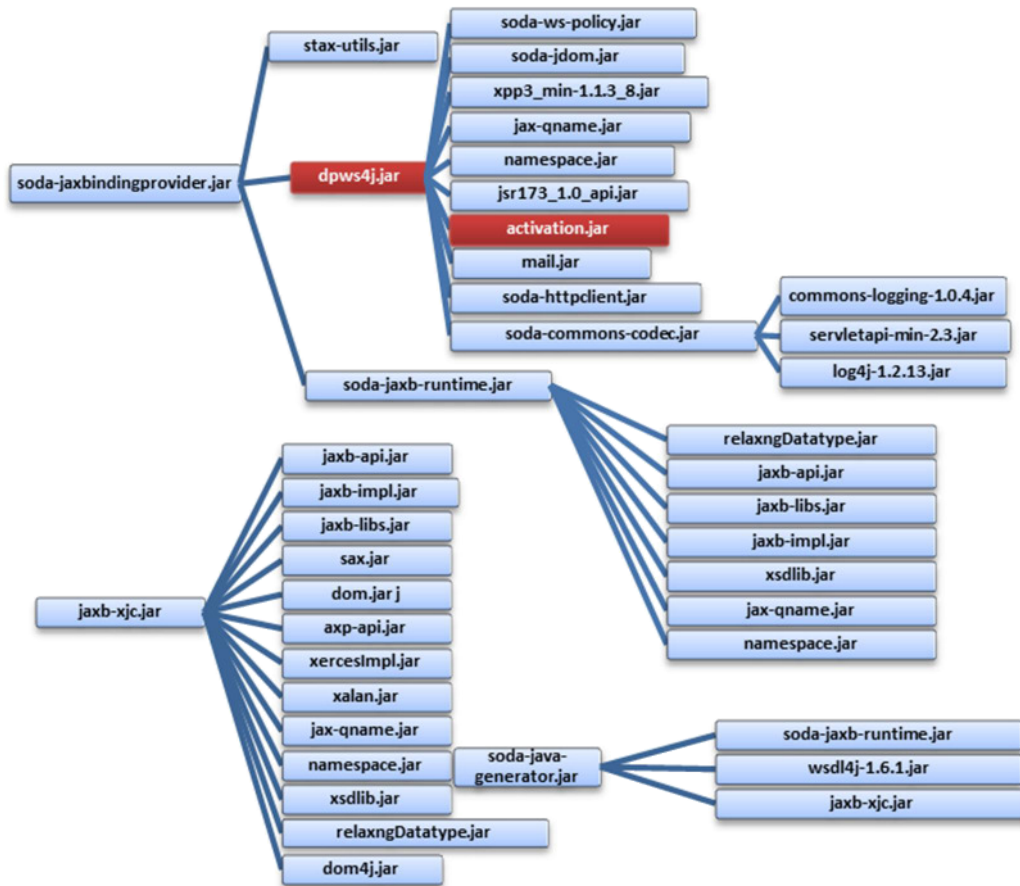 soda-ws-policy.jar
stax-utils.jar
soda-jdom.jar
xpp3_min-1.1.3_8.jar
jax-qname.jar
namespace.jar
soda-jaxbindingprovider.jar
dpws4j.jar
jsr173_1.0_api.jar
activation.jar
mail.jar
soda-httpclient.jar
commons-logging-1.0.4.jar
soda-commons-codec.jar
servletapi-min-2.3.jar
log4j-1.2.13.jar
soda-jaxb-runtime.jar
relaxngDatatype.jar
jaxb-api.jar
jaxb-libs.jar
jaxb-impl.jar
xsdlib.jar
jax-qname.jar
namespace.jar
jaxb-xjc.jar
jaxb-api.jar
jaxb-impl.jar
jaxb-libs.jar
sax.jar
dom.jar j
axp-api.jar
xercesImpl.jar
xalan.jar
jax-qname.jar
namespace.jar
xsdlib.jar
relaxngDatatype.jar
dom4j.jar
soda-java-
generator.jar
soda-jaxb-runtime.jar
wsdl4j-1.6.1.jar
jaxb-xjc.jar